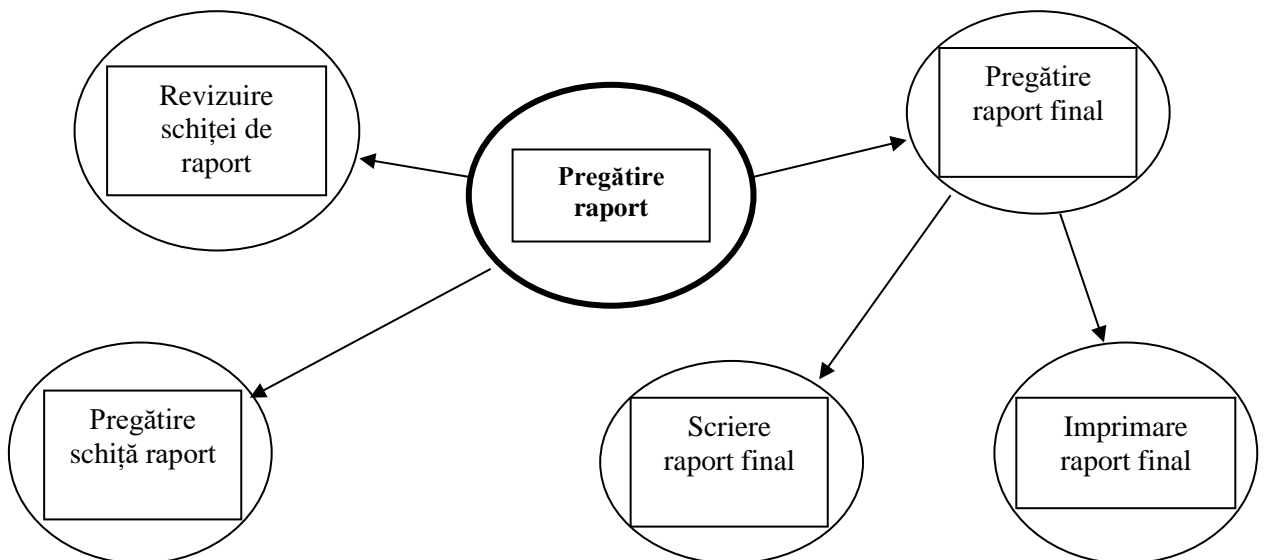 Revizuire
schiței de
raport
Pregătire
raport
Pregătire
raport final
Pregătire
schiță raport
Scriere
raport final
Imprimare
raport final